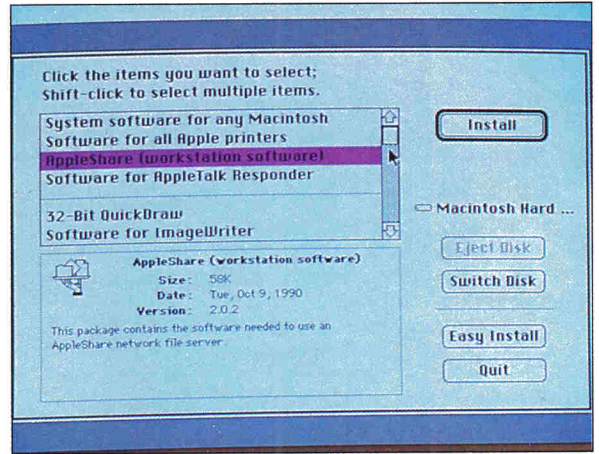 Click the items you want to select;
Shift-click to select multiple items.
System software for any Macintosh
Software for all Apple printers
AppleShare (workstation software)
Software for AppleTalk Responder
32-Bit QuickDraw
Software for ImageWriter
Install
Macintosh Hard ...
Eject Disk
Switch Disk
Easy Install
Quit
AppleShare (workstation software)
Size: 58K
Date: Tue, Oct 9, 1990
Version: 2.0.2
This package contains the software needed to use an
AppleShare network file server.